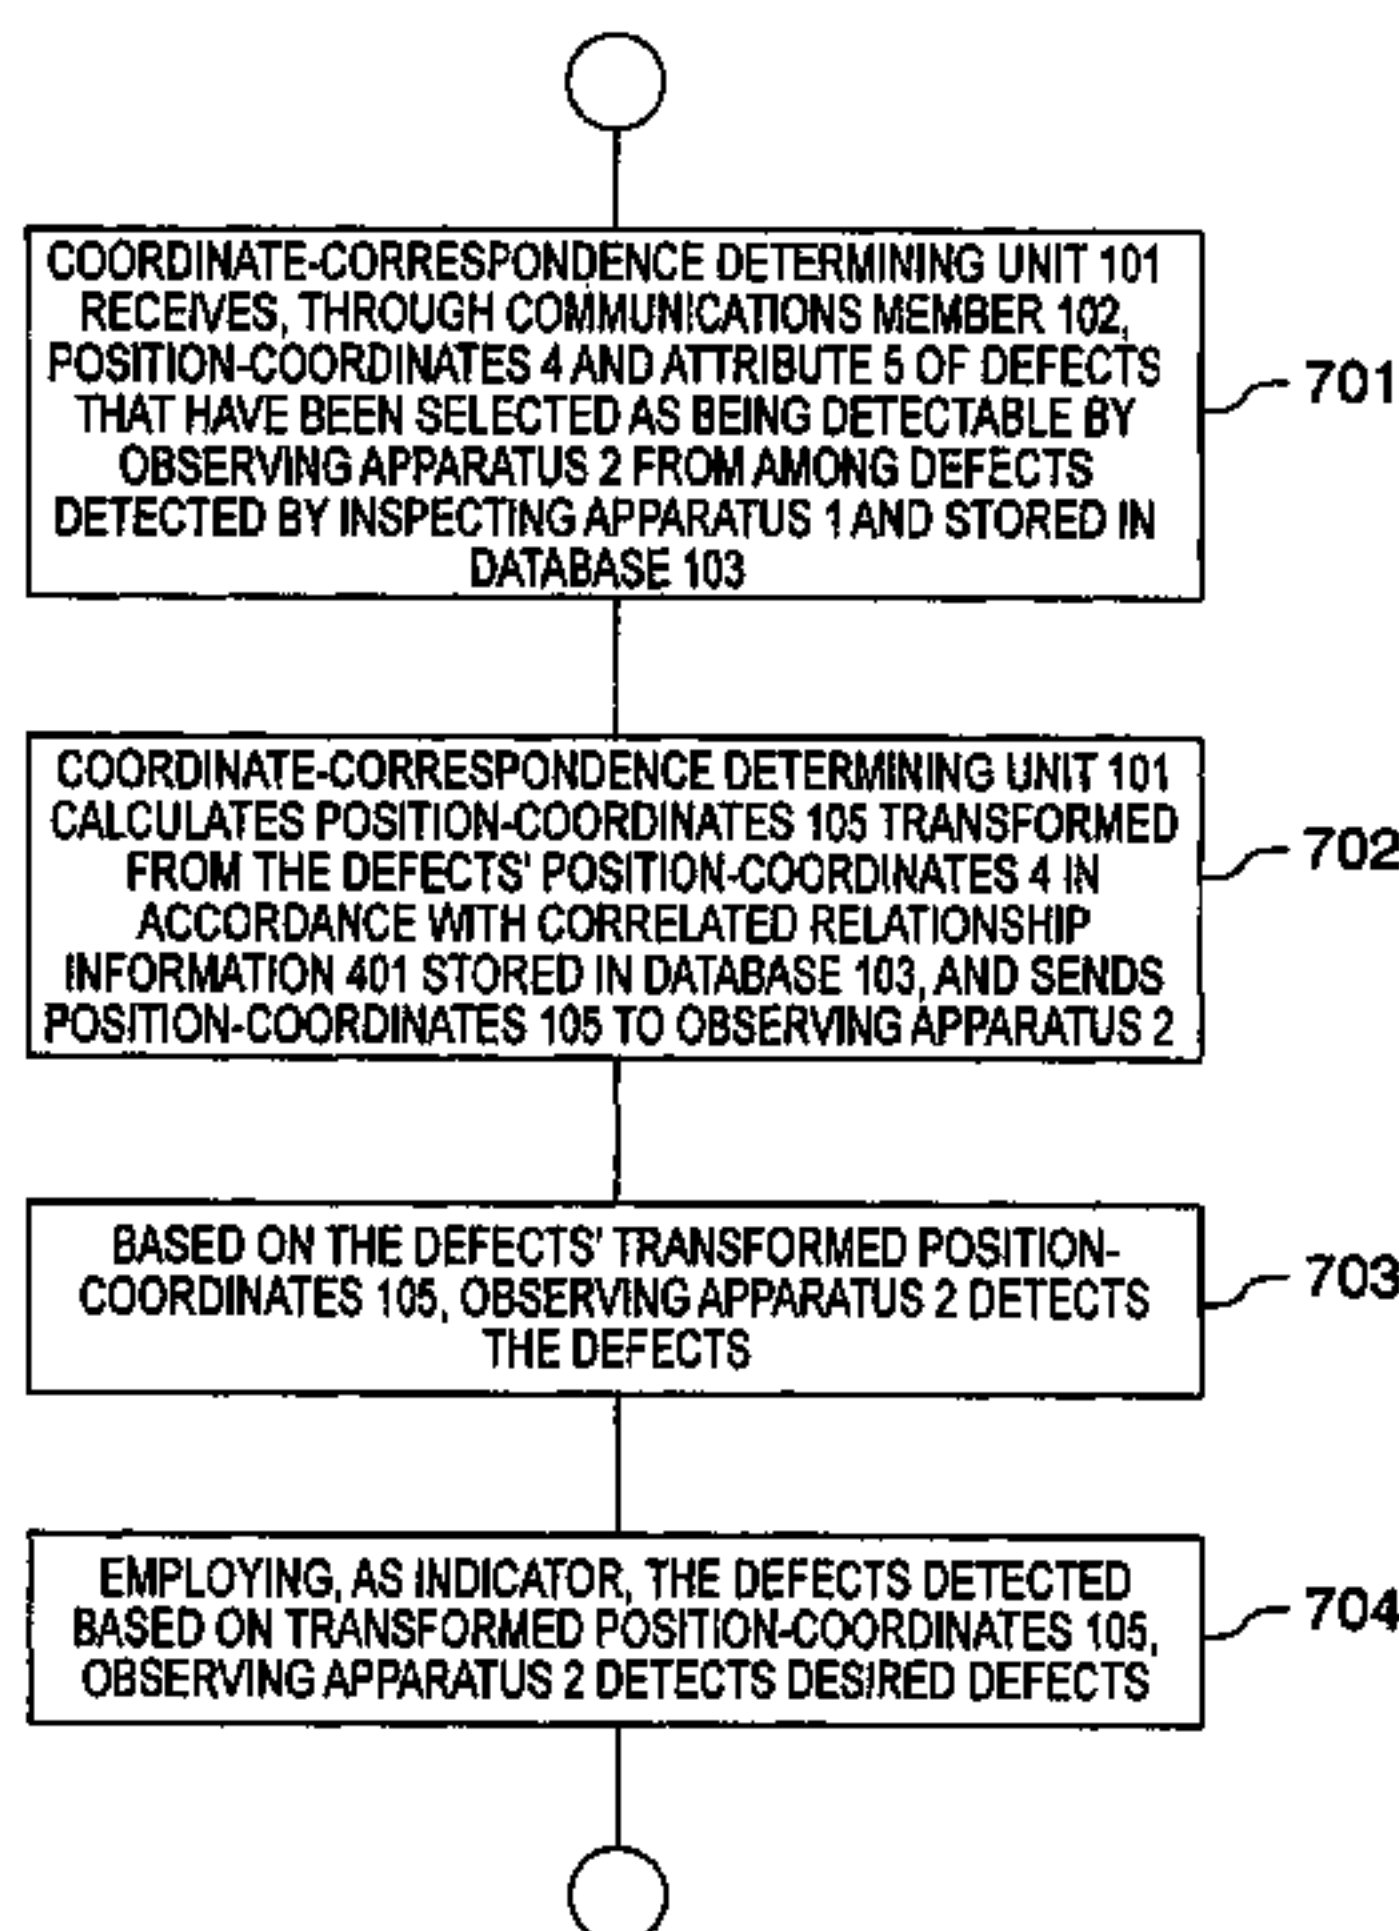 COORDINATE-CORRESPONDENCE DETERMINING UNIT 101
RECEIVES, THROUGH COMMUNICATIONS MEMBER 102,
POSITION-COORDINATES 4 AND ATTRIBUTE 5 OF DEFECTS
THAT HAVE BEEN SELECTED AS BEING DETECTABLE BY
OBSERVING APPARATUS 2 FROM AMONG DEFECTS
DETECTED BY INSPECTING APPARATUS 1 AND STORED IN
DATABASE 103
701
COORDINATE-CORRESPONDENCE DETERMINING UNIT 101
CALCULATES POSITION-COORDINATES 105 TRANSFORMED
FROM THE DEFECTS' POSITION-COORDINATES 4 IN
ACCORDANCE WITH CORRELATED RELATIONSHIP
INFORMATION 401 STORED IN DATABASE 103, AND SENDS
POSITION-COORDINATES 105 TO OBSERVING APPARATUS 2
702
BASED ON THE DEFECTS' TRANSFORMED POSITION-
COORDINATES 105, OBSERVING APPARATUS 2 DETECTS
THE DEFECTS
703
EMPLOYING, AS INDICATOR, THE DEFECTS DETECTED
BASED ON TRANSFORMED POSITION-COORDINATES 105,
OBSERVING APPARATUS 2 DETECTS DESIRED DEFECTS
704